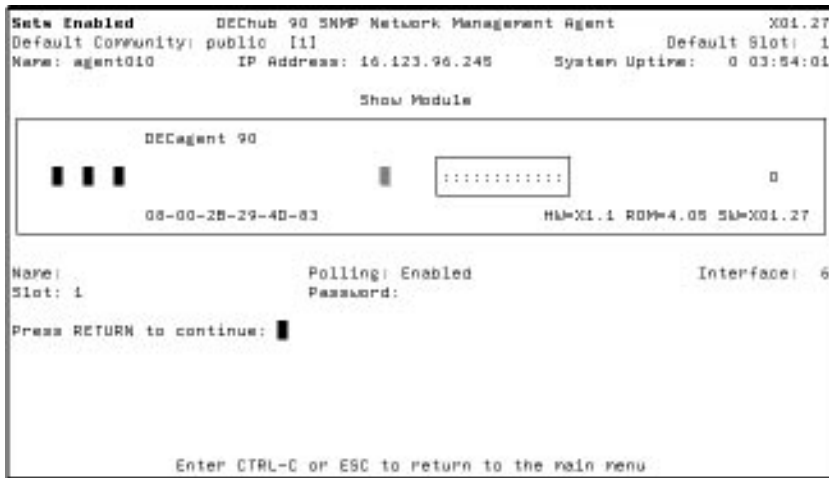 Sets Enabled DEChub 90 SNMP Network Management Agent X01.27
Default Community: public [1] Default Slot: 1
Name: agent010 IP Address: 16.123.96.245 System Uptime: 0 03:54:01
Show Module
DECagent 90
::::::::::::
08-00-2B-29-4D-83 HW=X1.1 ROM=4.05 SW=X01.27
Name: Polling: Enabled Interface: 6
Slot: 1 Password:
Press RETURN to continue:
Enter CTRL-C or ESC to return to the main menu